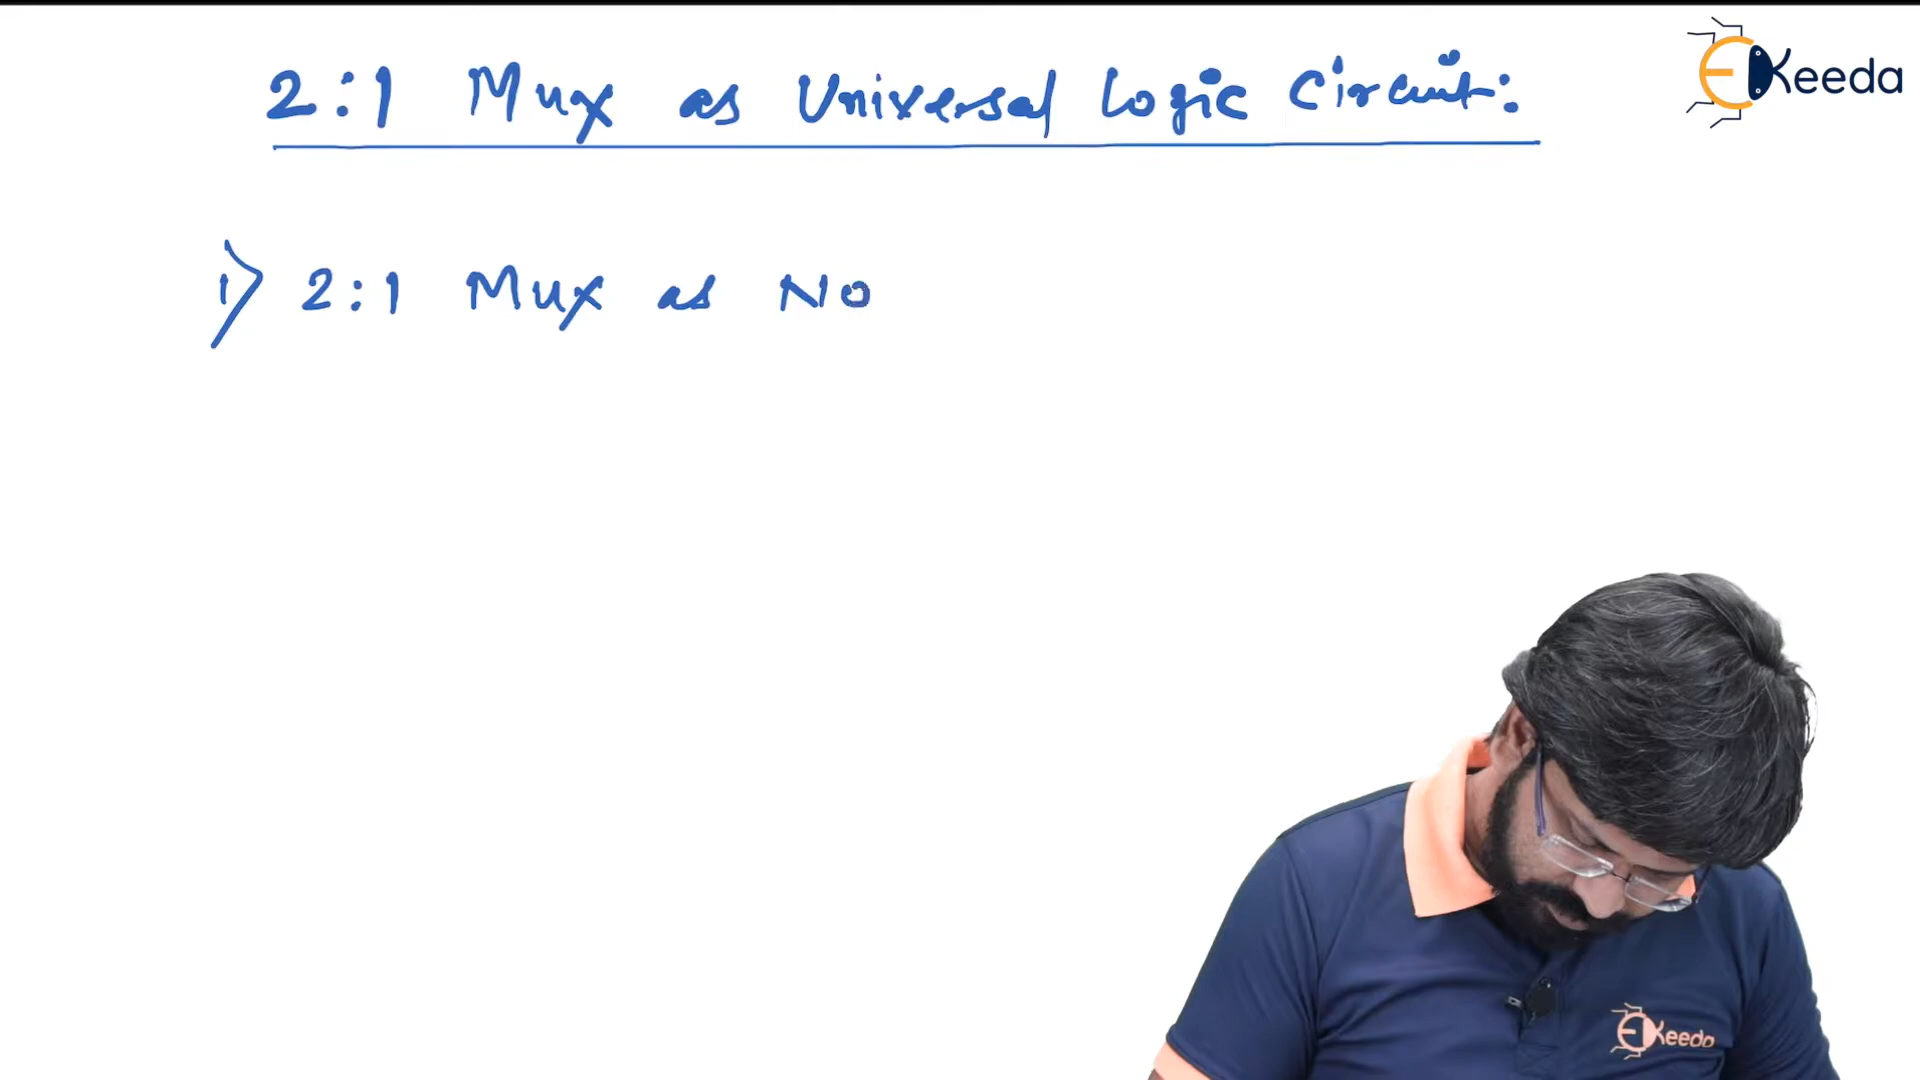 2:1 Mux as Universal Logic Circuit:
EKeeda
1) 2:1 Mux as No
EKeeda